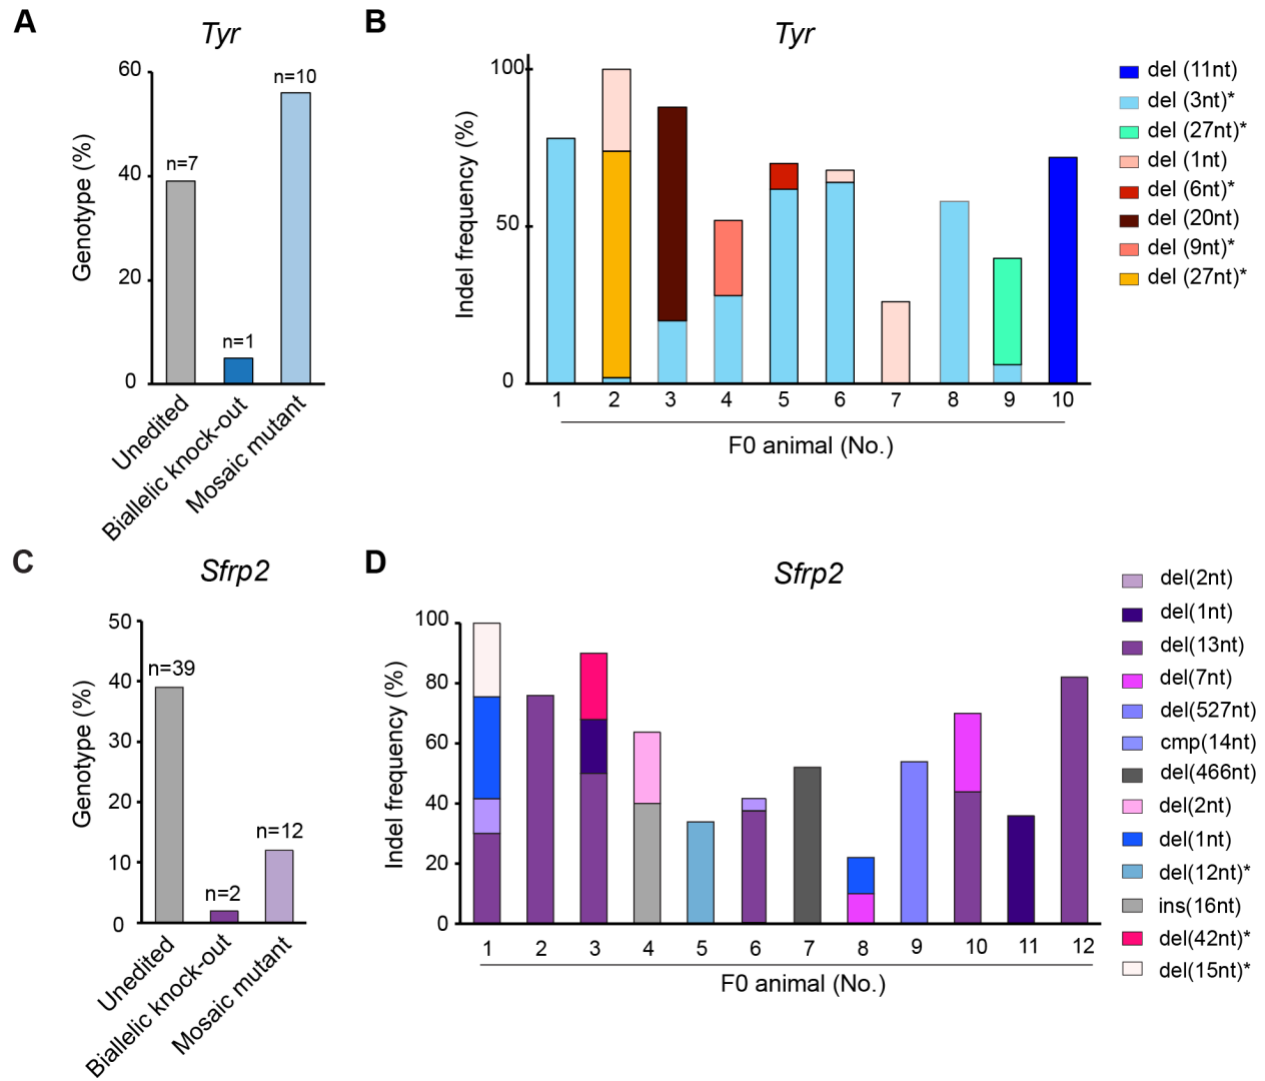 A
Tyr
Genotype (%)
60
40
20
0
n=7
n=1
n=10
Unedited
Biallelic knock-out
Mosaic mutant
B
Tyr
Indel frequency (%)
100
50
0
1 2 3 4 5 6 7 8 9 10
F0 animal (No.)
del (11nt)
del (3nt)*
del (27nt)*
del (1nt)
del (6nt)*
del (20nt)
del (9nt)*
del (27nt)*
C
Sfrp2
Genotype (%)
50
40
30
20
10
0
n=39
n=2
n=12
Unedited
Biallelic knock-out
Mosaic mutant
D
Sfrp2
Indel frequency (%)
100
80
60
40
20
0
1 2 3 4 5 6 7 8 9 10 11 12
F0 animal (No.)
del(2nt)
del(1nt)
del(13nt)
del(7nt)
del(527nt)
cmp(14nt)
del(466nt)
del(2nt)
del(1nt)
del(12nt)*
ins(16nt)
del(42nt)*
del(15nt)*